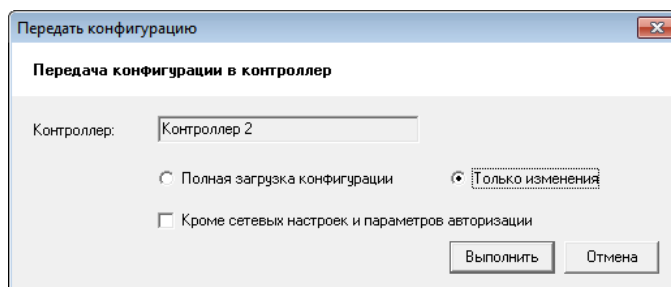 Передать конфигурацию
Передача конфигурации в контроллер
Контроллер: Контроллер 2
Полная загрузка конфигурации Только изменения
Кроме сетевых настроек и параметров авторизации
Выполнить Отмена